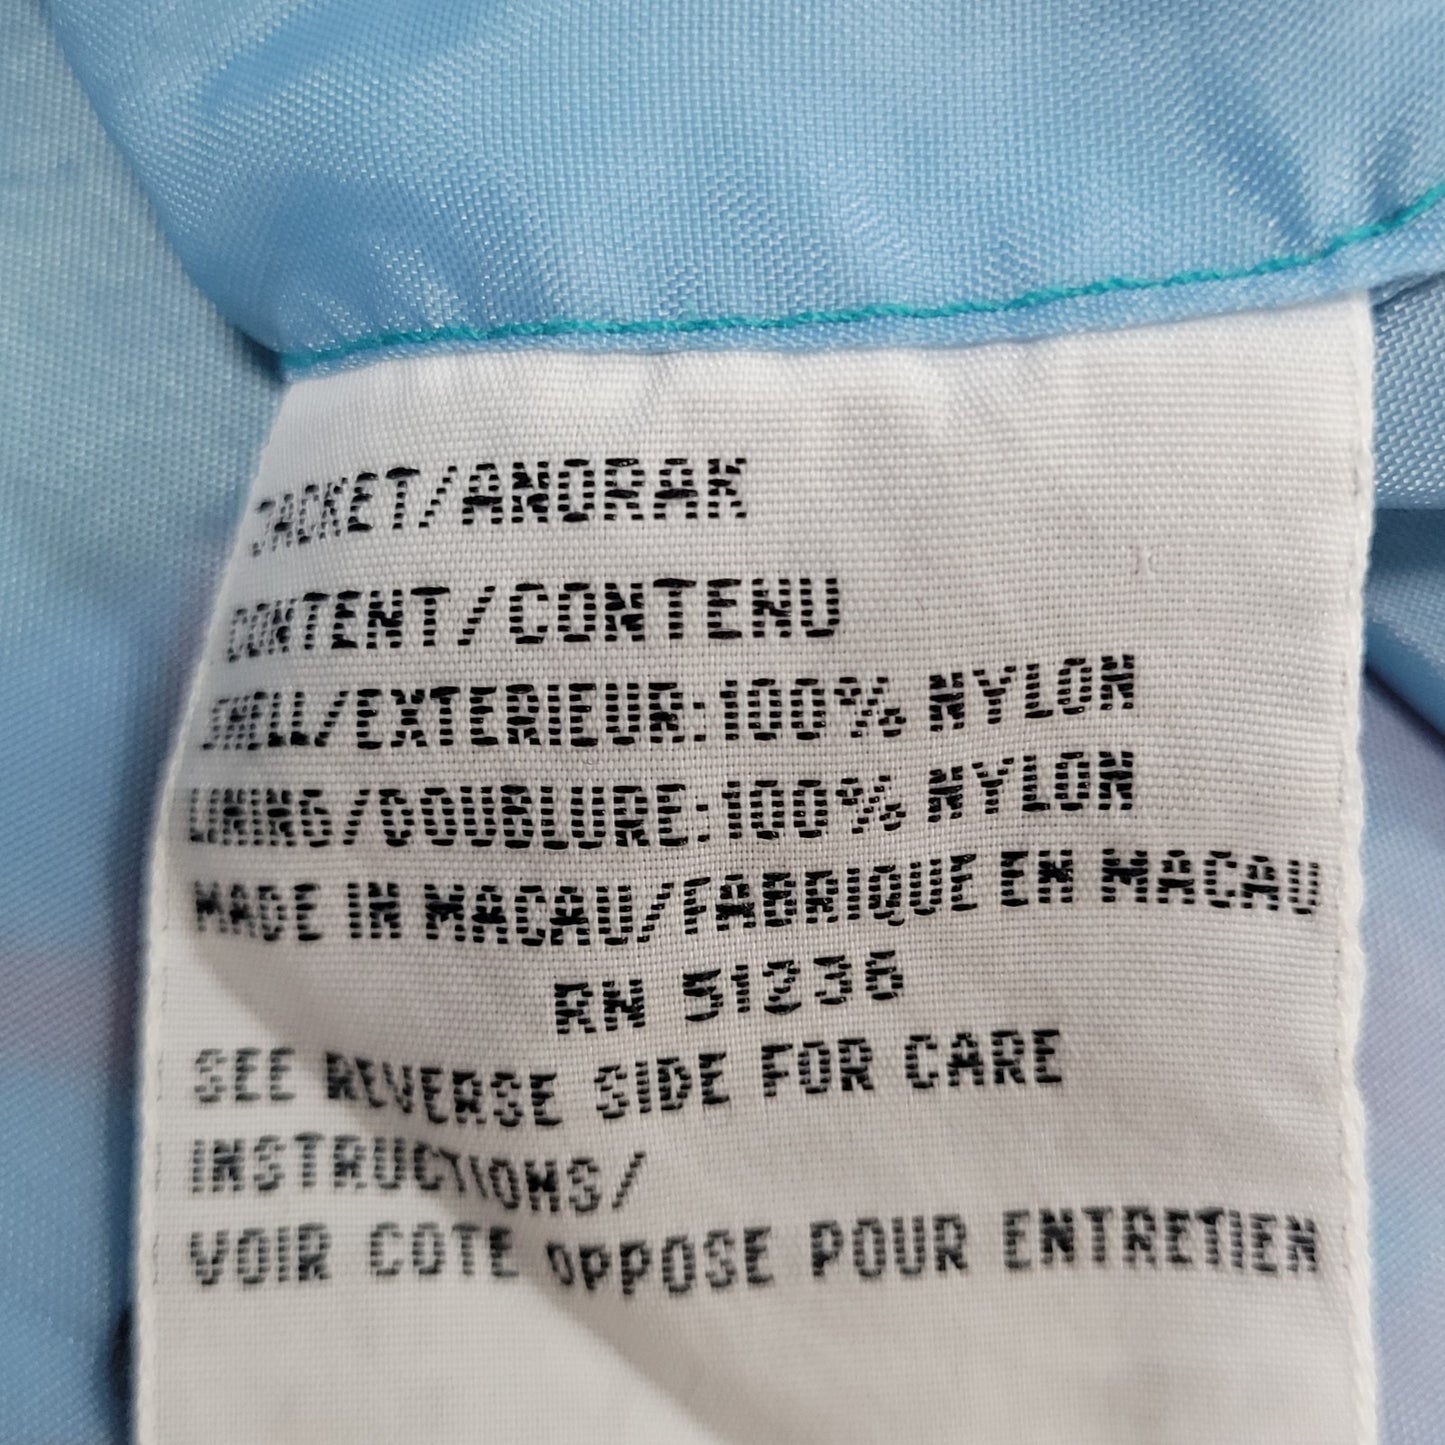 JACKET/ANORAK
CONTENT/CONTENU
SHELL/EXTERIEUR:100% NYLON
LINING/DOUBLURE:100% NYLON
MADE IN MACAU/FABRIQUE EN MACAU
RN 51236
SEE REVERSE SIDE FOR CARE
INSTRUCTIONS/
VOIR COTE OPPOSE POUR ENTRETIEN